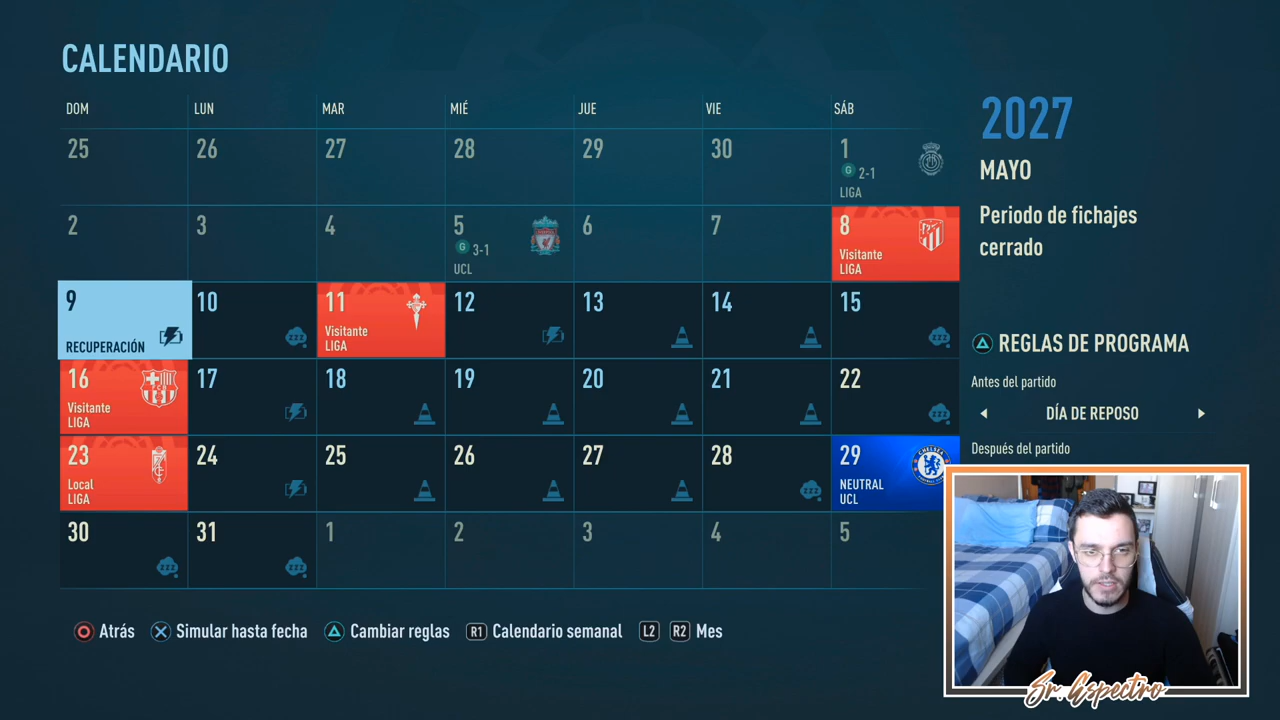 CALENDARIO
DOM LUN MAR MIÉ JUE VIE SÁB
25 26 27 28 29 30 1
G 2-1
LIGA
2 3 4 5 6 7 8
G 3-1
UCL
Visitante
LIGA
9 10 11 12 13 14 15
RECUPERACIÓN
Visitante
LIGA
16 17 18 19 20 21 22
Visitante
LIGA
23 24 25 26 27 28 29
Local
LIGA
CHELSEA
NEUTRAL
UCL
30 31 1 2 3 4 5
2027
MAYO
Periodo de fichajes
cerrado
REGLAS DE PROGRAMA
Antes del partido
DÍA DE REPOSO
Después del partido
Atrás Simular hasta fecha Cambiar reglas R1 Calendario semanal L2 R2 Mes
Sr. Aspectro